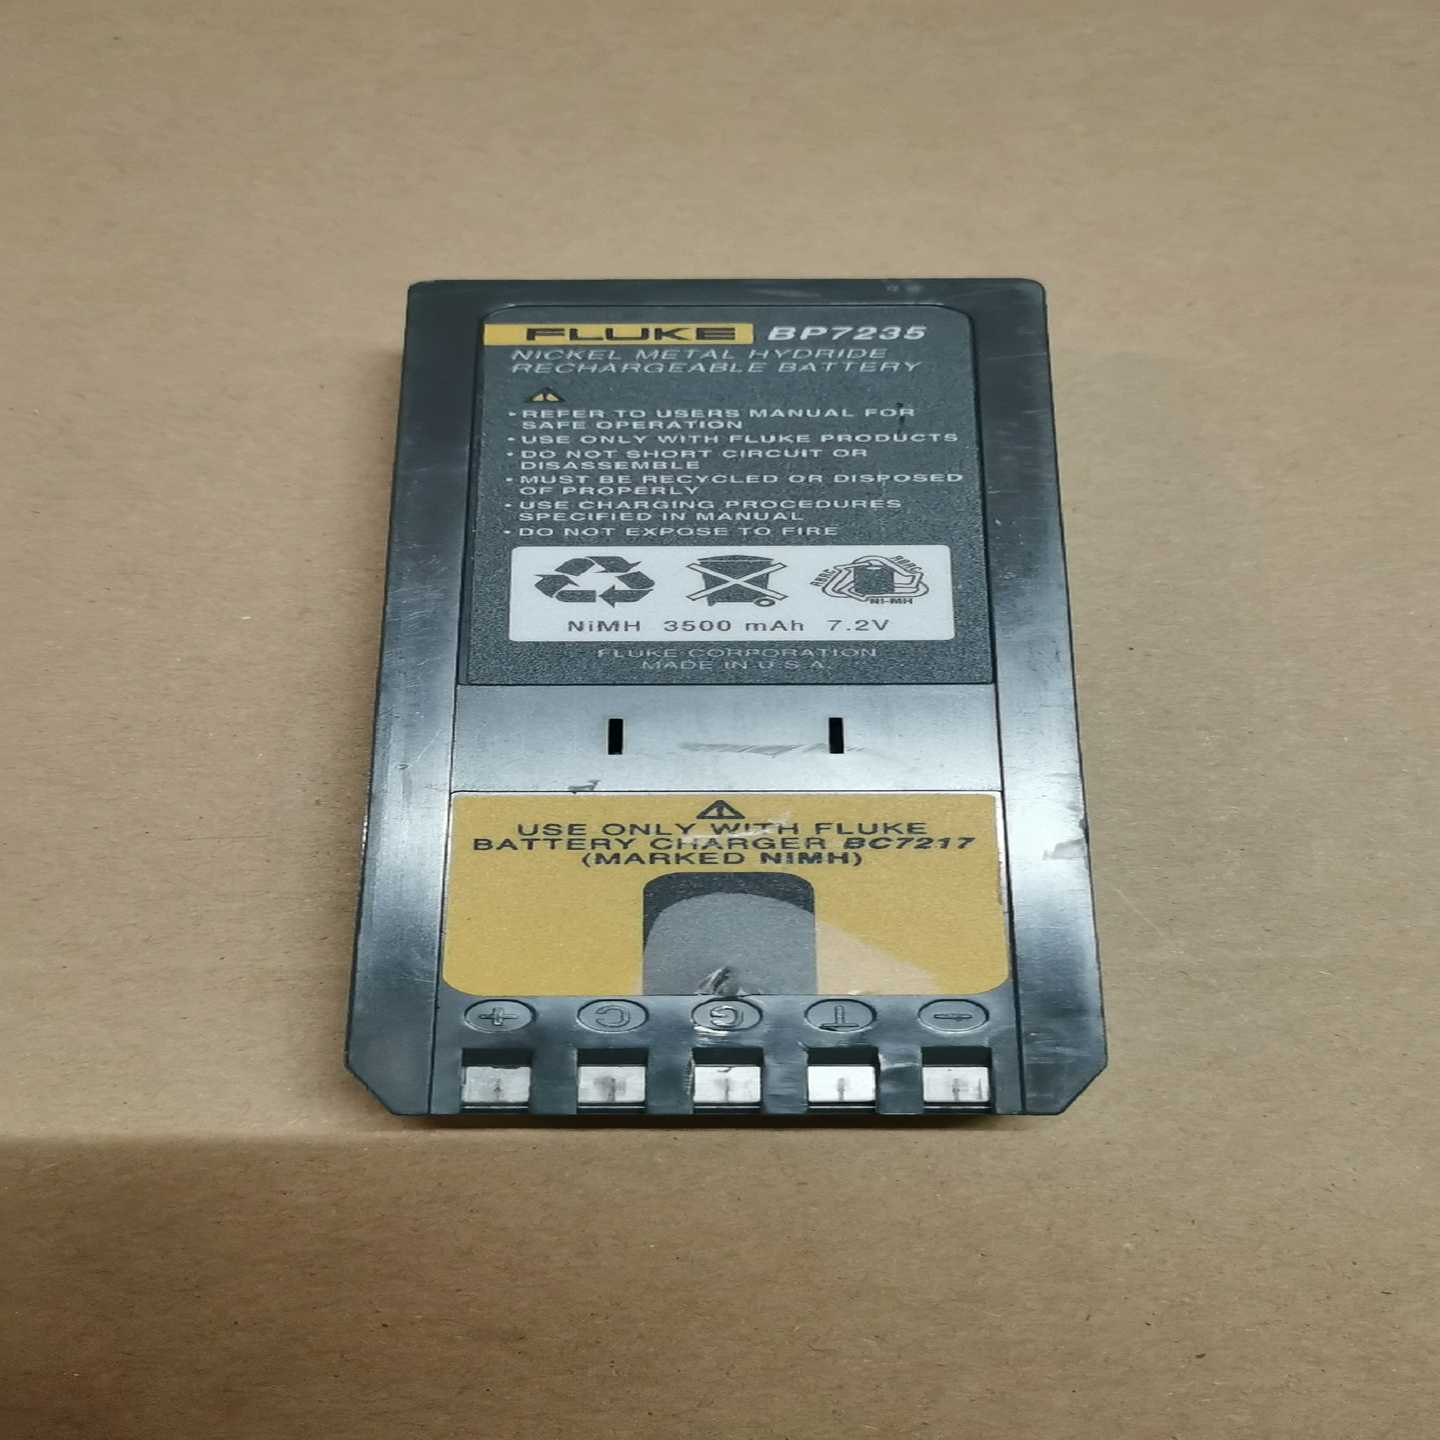 FLUKE BP7235
NICKEL METAL HYDRIDE
RECHARGEABLE BATTERY
• REFER TO USERS MANUAL FOR
SAFE OPERATION
• USE ONLY WITH FLUKE PRODUCTS
• DO NOT SHORT CIRCUIT OR
DISASSEMBLE
• MUST BE RECYCLED OR DISPOSED
OF PROPERLY
• USE CHARGING PROCEDURES
SPECIFIED IN MANUAL
• DO NOT EXPOSE TO FIRE
RBRC RBRC
Ni-MH
NiMH 3500 mAh 7.2V
FLUKE CORPORATION
MADE IN U.S.A.
USE ONLY WITH FLUKE
BATTERY CHARGER BC7217
(MARKED NIMH)
+ C G T -